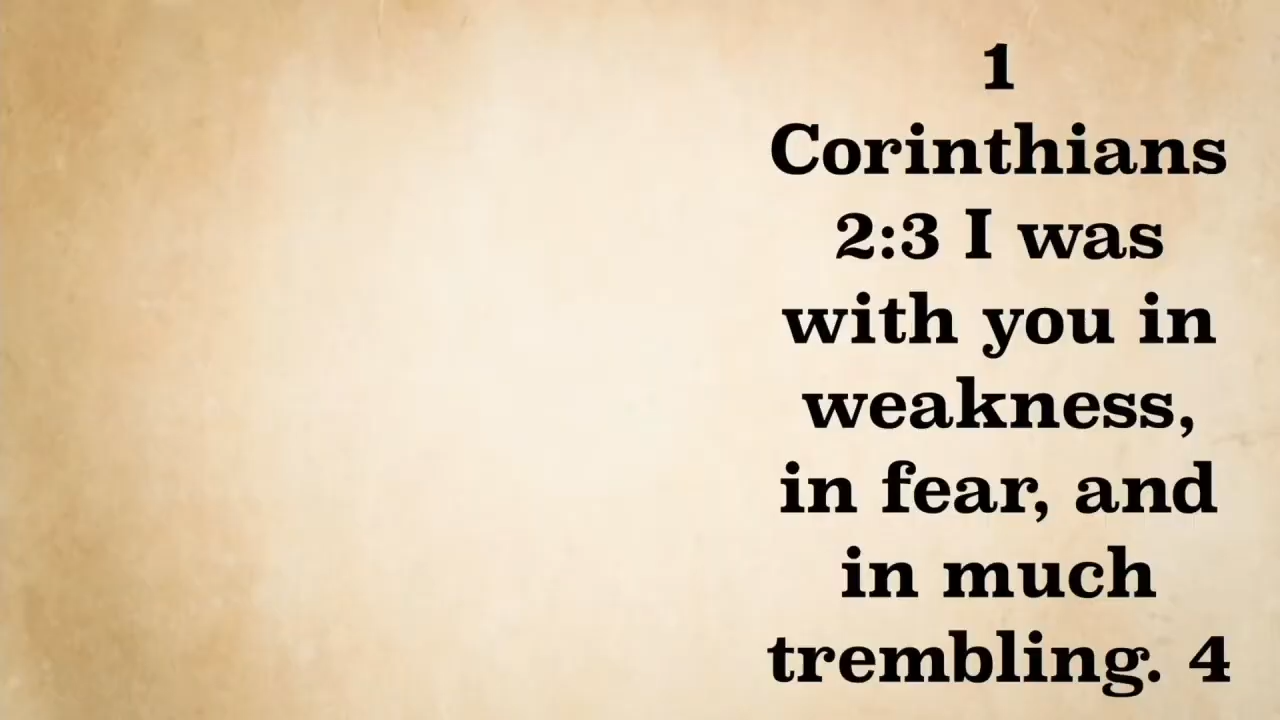 1
Corinthians
2:3 I was
with you in
weakness,
in fear, and
in much
trembling. 4